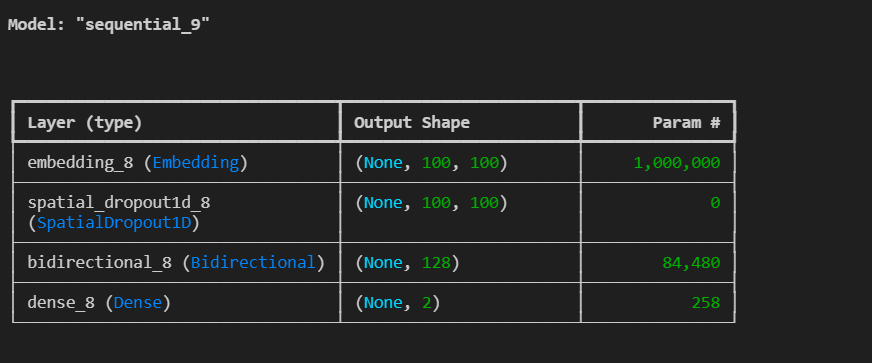 Model: "sequential_9"
Layer (type) Output Shape Param #
embedding_8 (Embedding) (None, 100, 100) 1,000,000
spatial_dropout1d_8 (None, 100, 100) 0
(SpatialDropout1D)
bidirectional_8 (Bidirectional) (None, 128) 84,480
dense_8 (Dense) (None, 2) 258